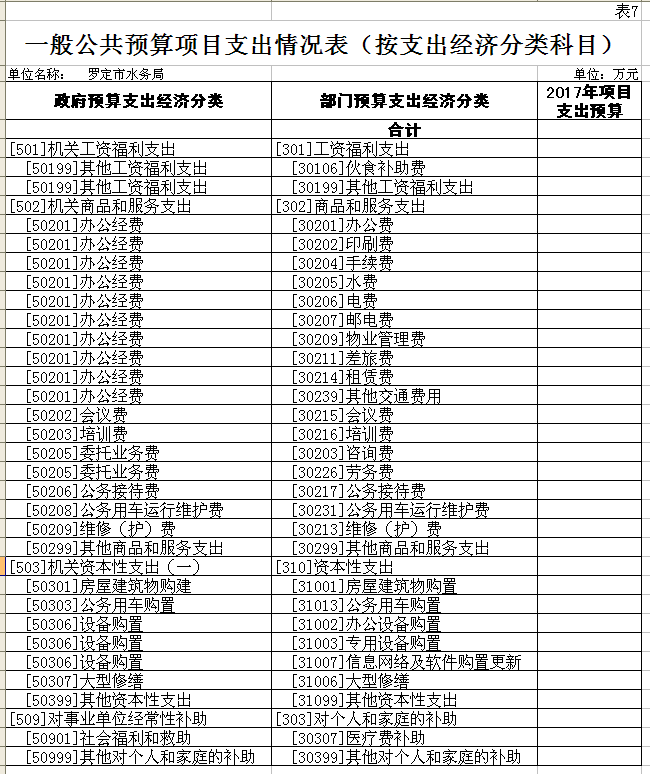 表7
一般公共预算项目支出情况表（按支出经济分类科目）
单位名称： 罗定市水务局 单位：万元
政府预算支出经济分类 部门预算支出经济分类 2017年项目支出预算
合计
[501]机关工资福利支出 [301]工资福利支出
[50199]其他工资福利支出 [30106]伙食补助费
[50199]其他工资福利支出 [30199]其他工资福利支出
[502]机关商品和服务支出 [302]商品和服务支出
[50201]办公经费 [30201]办公费
[50201]办公经费 [30202]印刷费
[50201]办公经费 [30204]手续费
[50201]办公经费 [30205]水费
[50201]办公经费 [30206]电费
[50201]办公经费 [30207]邮电费
[50201]办公经费 [30209]物业管理费
[50201]办公经费 [30211]差旅费
[50201]办公经费 [30214]租赁费
[50201]办公经费 [30239]其他交通费用
[50202]会议费 [30215]会议费
[50203]培训费 [30216]培训费
[50205]委托业务费 [30203]咨询费
[50205]委托业务费 [30226]劳务费
[50206]公务接待费 [30217]公务接待费
[50208]公务用车运行维护费 [30231]公务用车运行维护费
[50209]维修（护）费 [30213]维修（护）费
[50299]其他商品和服务支出 [30299]其他商品和服务支出
[503]机关资本性支出（一） [310]资本性支出
[50301]房屋建筑物购建 [31001]房屋建筑物购置
[50303]公务用车购置 [31013]公务用车购置
[50306]设备购置 [31002]办公设备购置
[50306]设备购置 [31003]专用设备购置
[50306]设备购置 [31007]信息网络及软件购置更新
[50307]大型修缮 [31006]大型修缮
[50399]其他资本性支出 [31099]其他资本性支出
[509]对事业单位经常性补助 [303]对个人和家庭的补助
[50901]社会福利和救助 [30307]医疗费补助
[50999]其他对个人和家庭的补助 [30399]其他对个人和家庭的补助